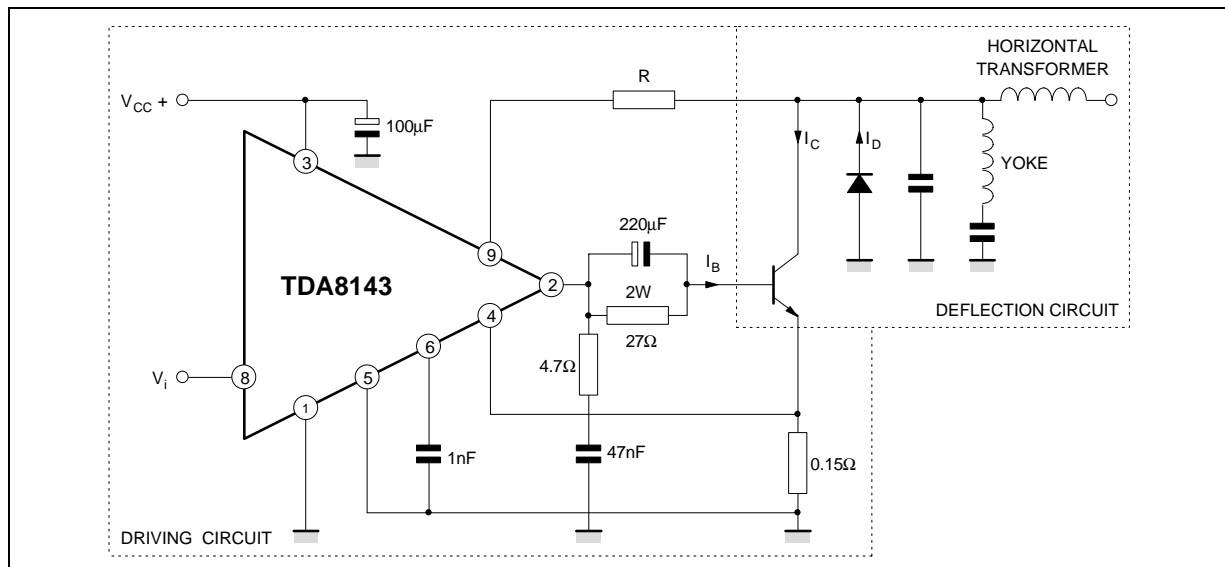 HORIZONTAL
TRANSFORMER
R
VCC +
100µF
IC
ID
3
YOKE
220µF
9
IB
TDA8143
2
2W
DEFLECTION CIRCUIT
4
27Ω
6
4.7Ω
Vi
8
5
1
1nF
47nF
0.15Ω
DRIVING CIRCUIT